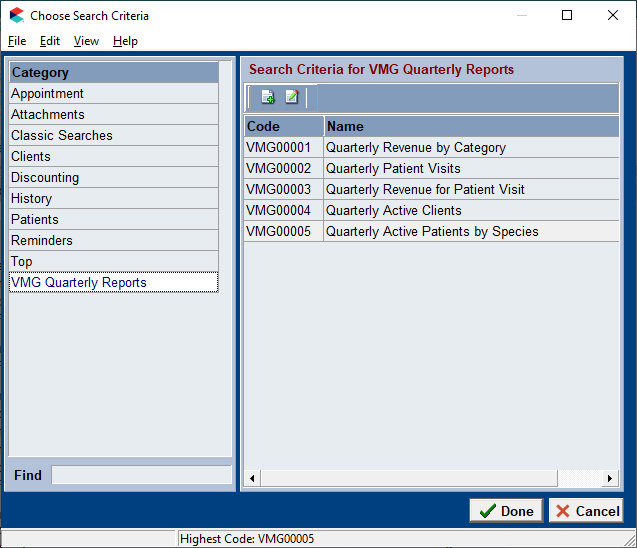 Choose Search Criteria
File Edit View Help
Category
Appointment
Attachments
Classic Searches
Clients
Discounting
History
Patients
Reminders
Top
VMG Quarterly Reports
Find
Search Criteria for VMG Quarterly Reports
Code Name
VMG00001 Quarterly Revenue by Category
VMG00002 Quarterly Patient Visits
VMG00003 Quarterly Revenue for Patient Visit
VMG00004 Quarterly Active Clients
VMG00005 Quarterly Active Patients by Species
Done Cancel
Highest Code: VMG00005